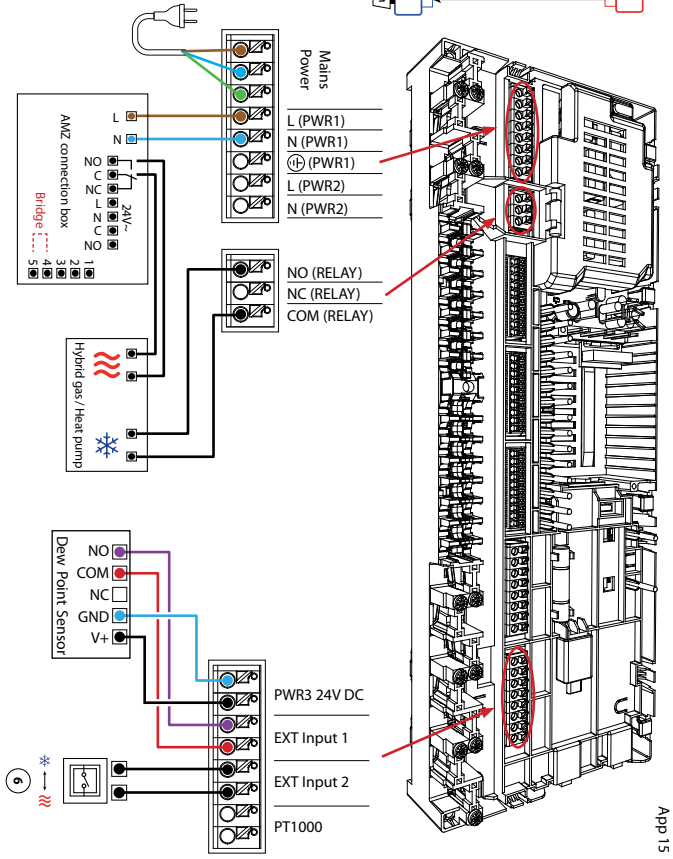 App 15
Mains
Power
L (PWR1)
N (PWR1)
(PWR1)
L (PWR2)
N (PWR2)
NO (RELAY)
NC (RELAY)
COM (RELAY)
L
N
NO
C
NC
L
N
C
NO
24V~
AMZ connection box
Bridge
1
2
3
4
5
Hybrid gas / Heat pump
NO
COM
NC
GND
V+
Dew Point Sensor
PWR3 24V DC
EXT Input 1
EXT Input 2
PT1000
6